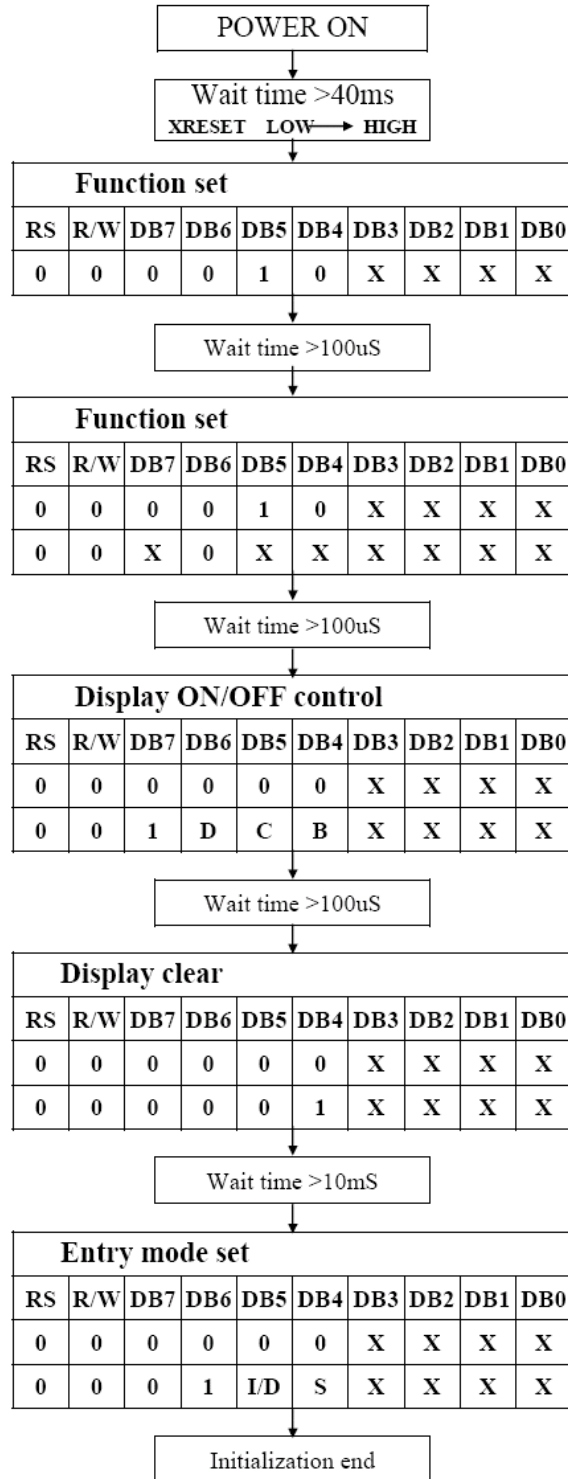 POWER ON
Wait time >40ms
XRESET LOW → HIGH
Function set
RS R/W DB7 DB6 DB5 DB4 DB3 DB2 DB1 DB0
0 0 0 0 1 0 X X X X
Wait time >100uS
Function set
RS R/W DB7 DB6 DB5 DB4 DB3 DB2 DB1 DB0
0 0 0 0 1 0 X X X X
0 0 X 0 X X X X X X
Wait time >100uS
Display ON/OFF control
RS R/W DB7 DB6 DB5 DB4 DB3 DB2 DB1 DB0
0 0 0 0 0 0 X X X X
0 0 1 D C B X X X X
Wait time >100uS
Display clear
RS R/W DB7 DB6 DB5 DB4 DB3 DB2 DB1 DB0
0 0 0 0 0 0 X X X X
0 0 0 0 0 1 X X X X
Wait time >10mS
Entry mode set
RS R/W DB7 DB6 DB5 DB4 DB3 DB2 DB1 DB0
0 0 0 0 0 0 X X X X
0 0 0 1 I/D S X X X X
Initialization end